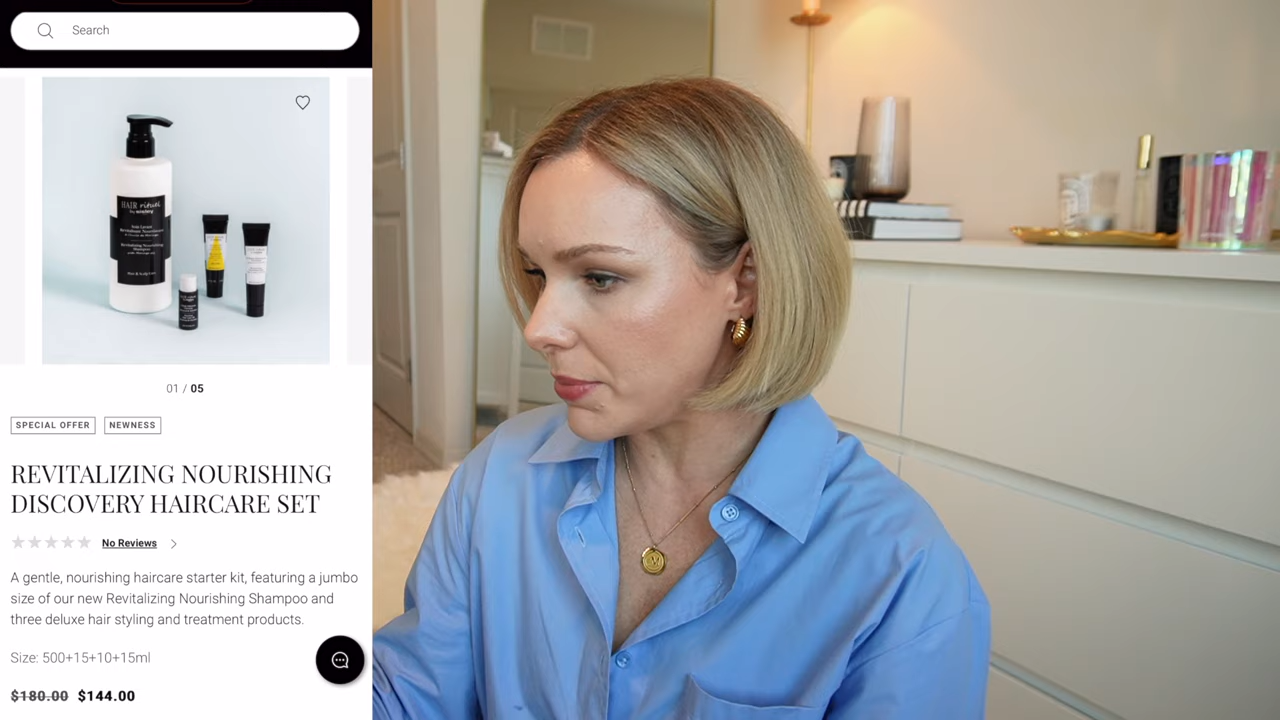 Search
HAIR rituel
by sisley
01 / 05
SPECIAL OFFER
NEWNESS
REVITALIZING NOURISHING
DISCOVERY HAIRCARE SET
No Reviews
A gentle, nourishing haircare starter kit, featuring a jumbo
size of our new Revitalizing Nourishing Shampoo and
three deluxe hair styling and treatment products.
Size: 500+15+10+15ml
$180.00 $144.00